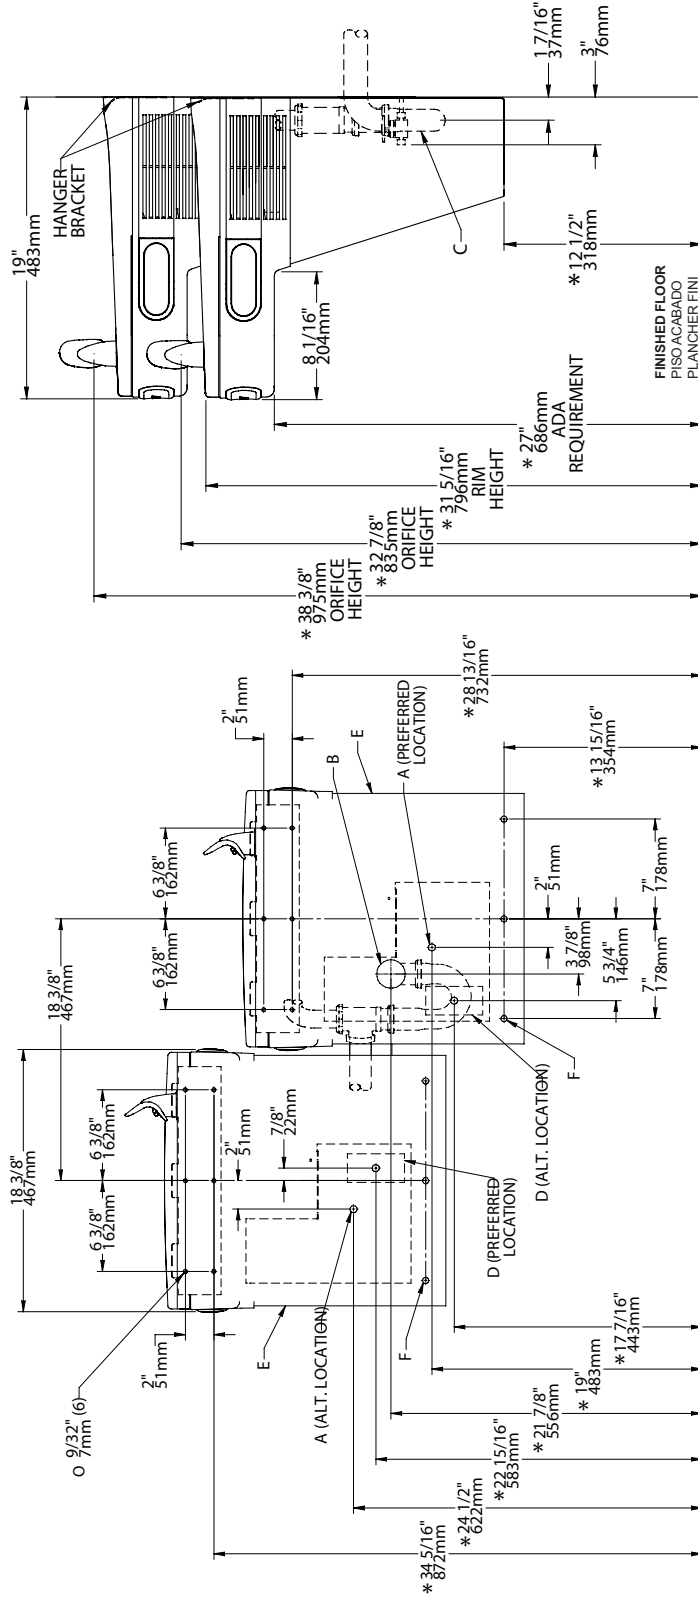 19"
483mm
HANGER
BRACKET
1 7/16"
37mm
3"
76mm
C
8 1/16"
204mm
* 12 1/2"
318mm
* 27"
686mm
ADA
REQUIREMENT
FINISHED FLOOR
PISO ACABADO
PLANCHER FINI
* 31 5/16"
796mm
RIM
HEIGHT
* 32 7/8"
835mm
ORIFICE
HEIGHT
* 38 3/8"
975mm
ORIFICE
HEIGHT
2"
51mm
* 28 13/16"
732mm
A (PREFERRED
LOCATION)
E
B
* 13 15/16"
354mm
6 3/8"
162mm
6 3/8"
162mm
18 3/8"
467mm
2"
51mm
7"
178mm
3 7/8"
98mm
5 3/4"
146mm
7"
178mm
F
D (ALT. LOCATION)
18 3/8"
467mm
6 3/8"
162mm
6 3/8"
162mm
2"
51mm
7/8"
22mm
D (PREFERRED
LOCATION)
2"
51mm
O 9/32" (6)
7mm
E
A (ALT. LOCATION)
F
* 17 7/16"
443mm
* 19"
483mm
* 21 7/8"
556mm
* 22 15/16"
583mm
* 24 1/2"
622mm
* 34 5/16"
872mm